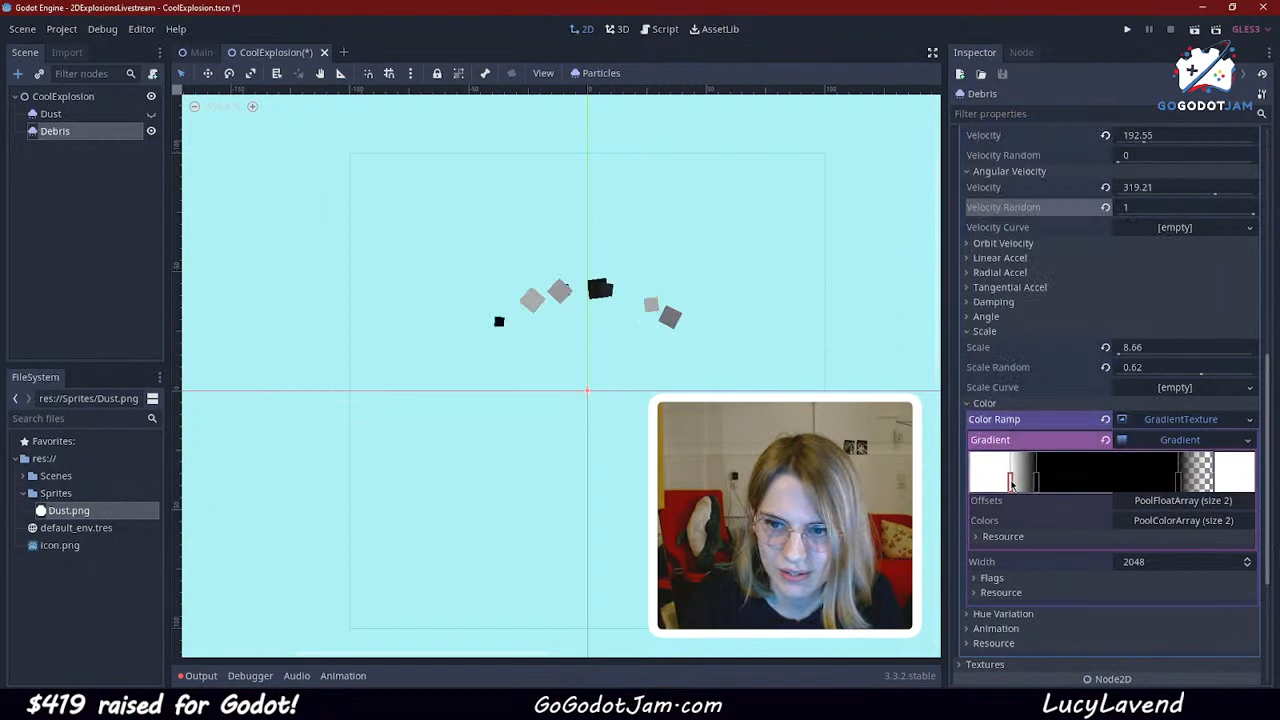 Godot Engine - 2DExplosionsLivestream - CoolExplosion.tscn (*)
Scene Project Debug Editor Help
2D 3D Script AssetLib
GLES3
Scene Import
Main CoolExplosion(*)
Inspector Node
Filter nodes
View Particles
GOGODOTJAM
CoolExplosion
Debris
Dust
Filter properties
Debris
Velocity 192.55
Velocity Random 0
Angular Velocity
Velocity 319.21
Velocity Random 1
Velocity Curve [empty]
Orbit Velocity
Linear Accel
Radial Accel
Tangential Accel
Damping
Angle
Scale
Scale 8.66
Scale Random 0.62
Scale Curve [empty]
Color
Color Ramp GradientTexture
Gradient Gradient
Offsets PoolFloatArray (size 2)
Colors PoolColorArray (size 2)
Resource
Width 2048
Flags
Resource
Hue Variation
Animation
Resource
Textures
Node2D
FileSystem
res://Sprites/Dust.png
Search files
Favorites:
res://
Scenes
Sprites
Dust.png
default_env.tres
icon.png
Output Debugger Audio Animation
3.3.2.stable
$419 raised for Godot!
GoGodotJam.com
LucyLavend